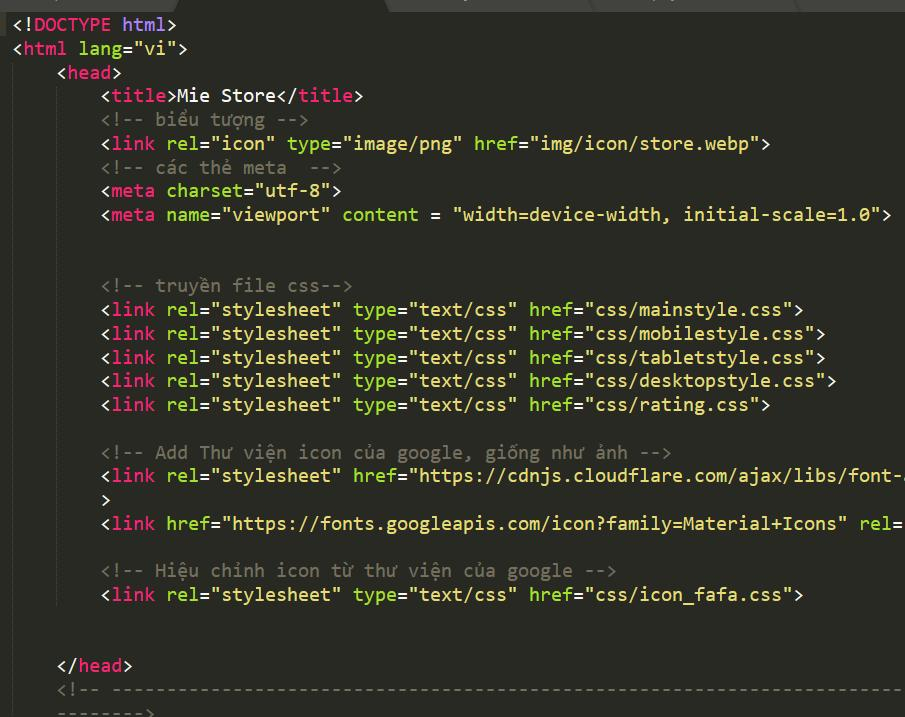 <!DOCTYPE html>
<html lang="vi">
<head>
<title>Mie Store</title>
<!-- biểu tượng -->
<link rel="icon" type="image/png" href="img/icon/store.webp">
<!-- các thẻ meta  -->
<meta charset="utf-8">
<meta name="viewport" content = "width=device-width, initial-scale=1.0">
<!-- truyền file css-->
<link rel="stylesheet" type="text/css" href="css/mainstyle.css">
<link rel="stylesheet" type="text/css" href="css/mobilestyle.css">
<link rel="stylesheet" type="text/css" href="css/tabletstyle.css">
<link rel="stylesheet" type="text/css" href="css/desktopstyle.css">
<link rel="stylesheet" type="text/css" href="css/rating.css">
<!-- Add Thư viện icon của google, giống như ảnh -->
<link rel="stylesheet" href="https://cdnjs.cloudflare.com/ajax/libs/font-
>
<link href="https://fonts.googleapis.com/icon?family=Material+Icons" rel=
<!-- Hiệu chinh icon từ thư viện của google -->
<link rel="stylesheet" type="text/css" href="css/icon_fafa.css">
</head>
<!-- ------------------------------------------------------------------------
-------->